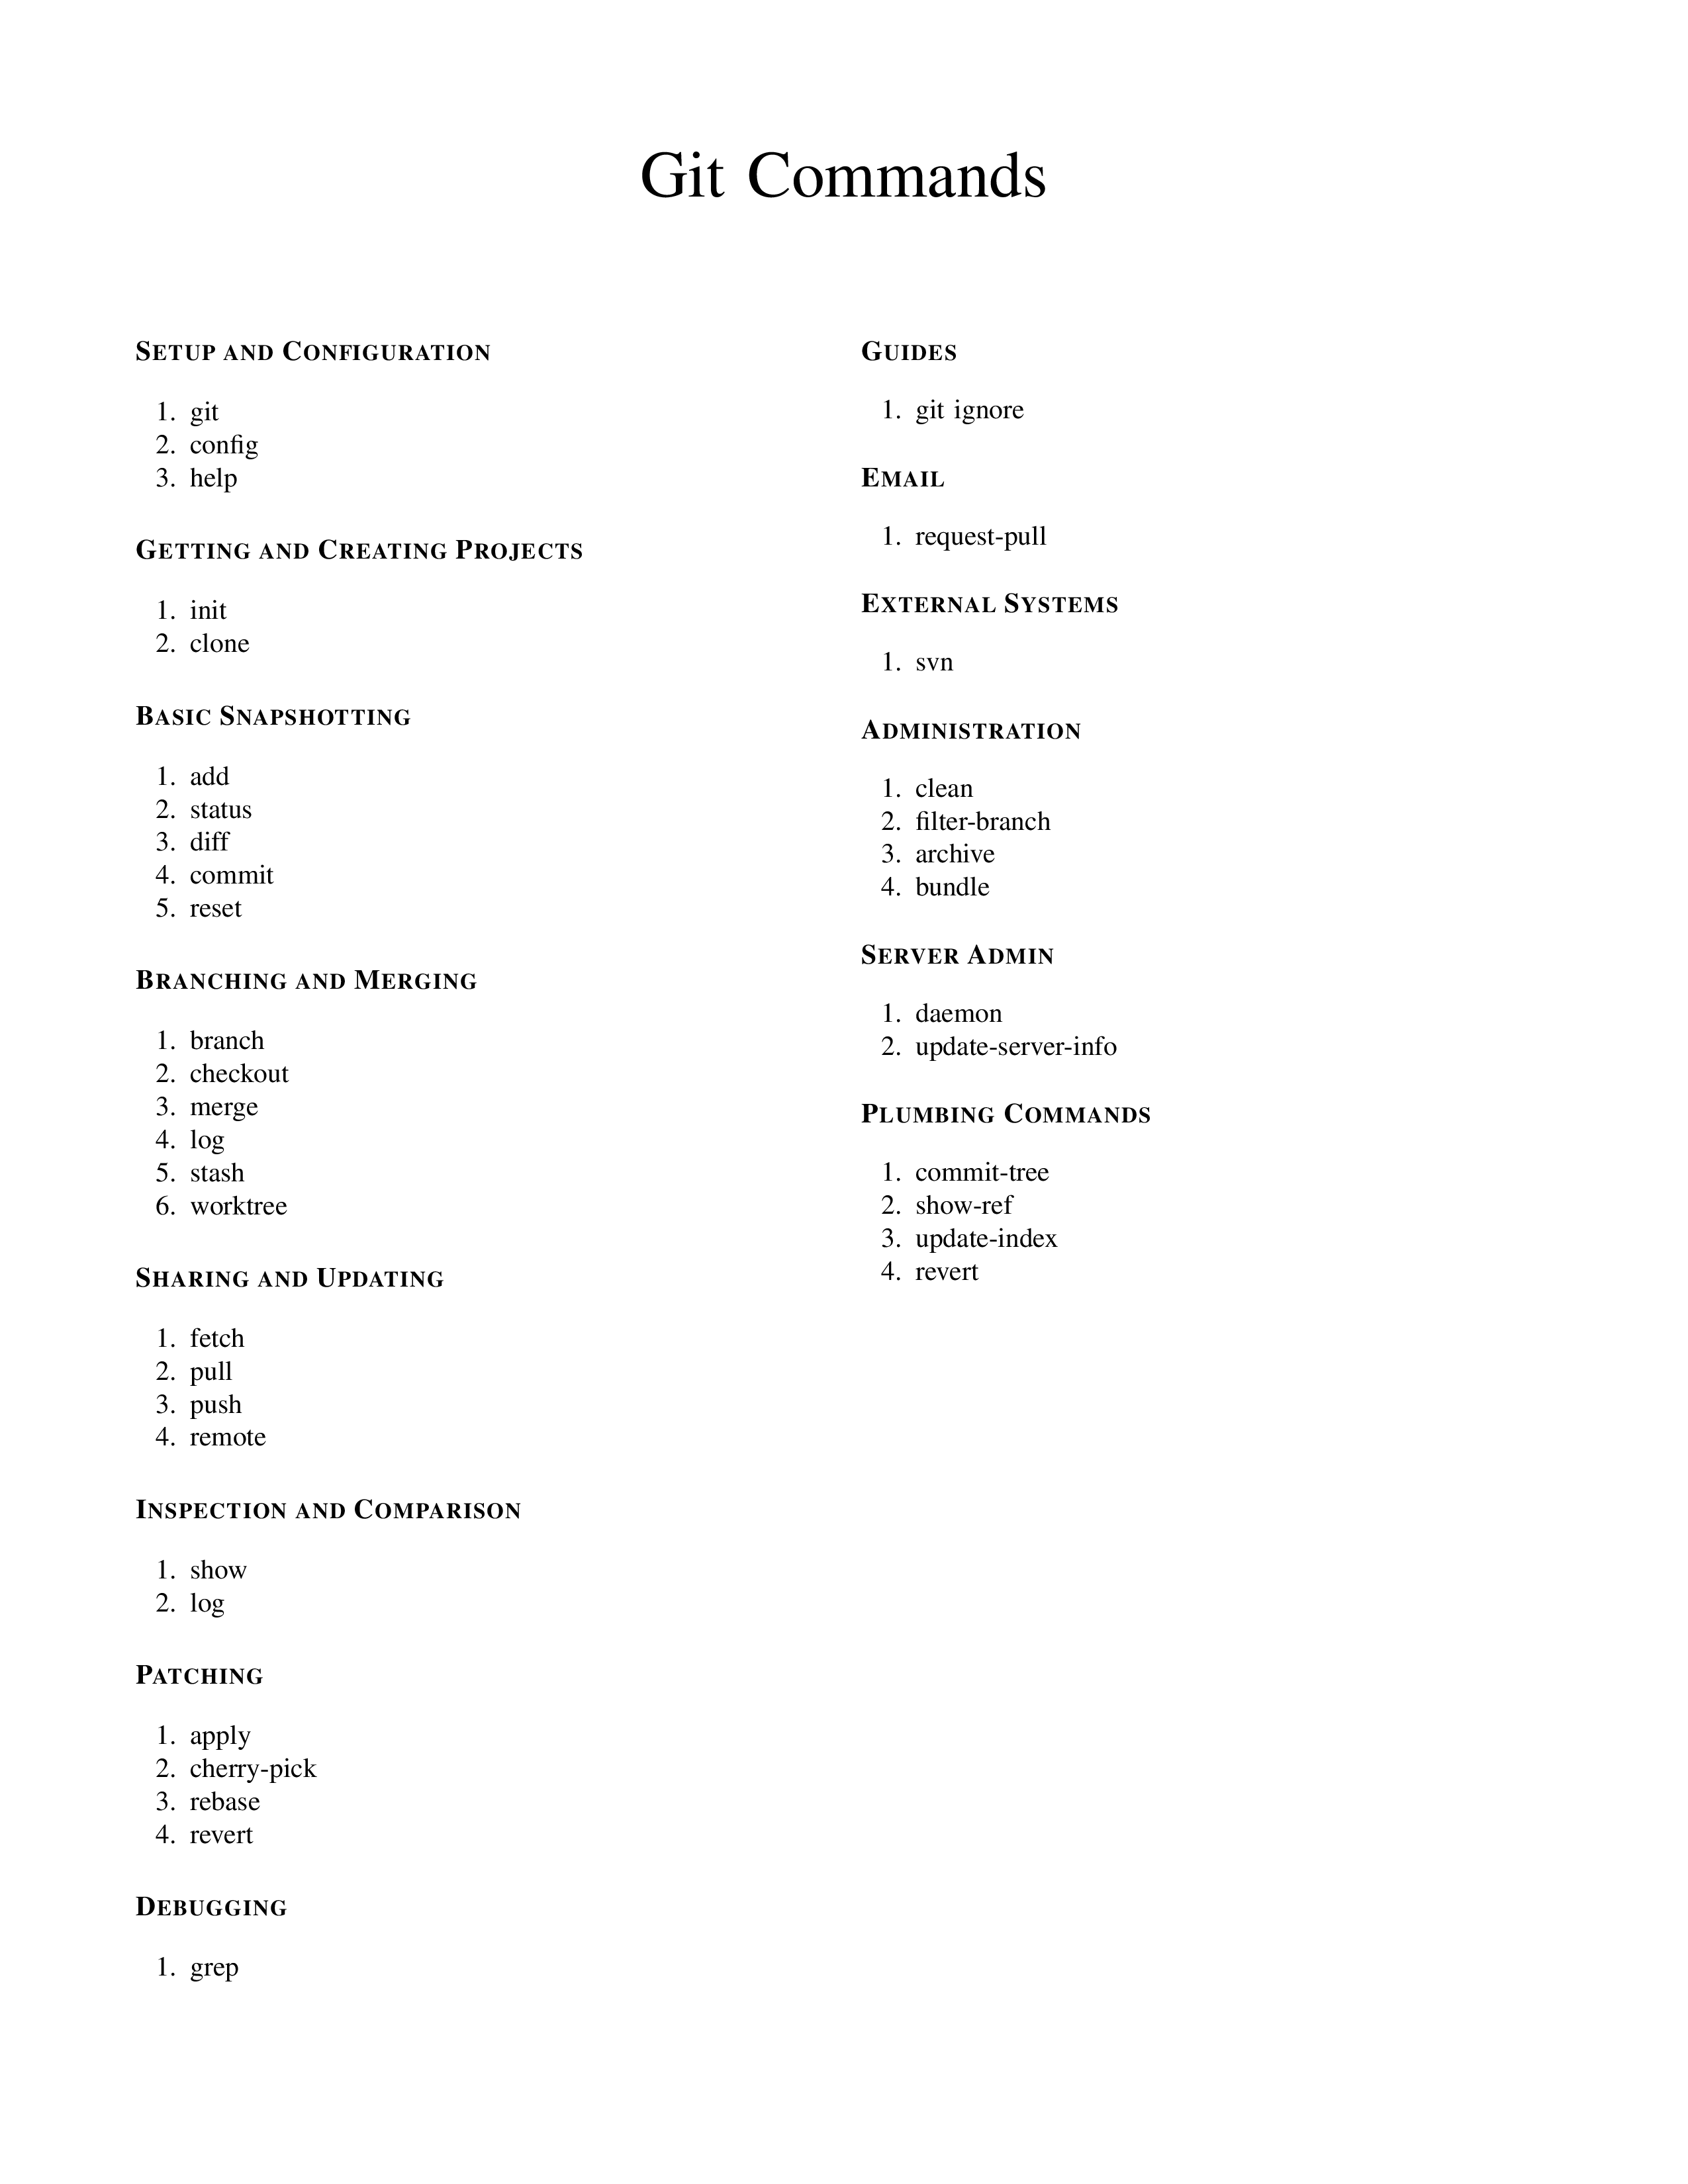 Git Commands
Setup and Configuration
1. git
2. config
3. help
Getting and Creating Projects
1. init
2. clone
Basic Snapshotting
1. add
2. status
3. diff
4. commit
5. reset
Branching and Merging
1. branch
2. checkout
3. merge
4. log
5. stash
6. worktree
Sharing and Updating
1. fetch
2. pull
3. push
4. remote
Inspection and Comparison
1. show
2. log
Patching
1. apply
2. cherry-pick
3. rebase
4. revert
Debugging
1. grep
Guides
1. git ignore
Email
1. request-pull
External Systems
1. svn
Administration
1. clean
2. filter-branch
3. archive
4. bundle
Server Admin
1. daemon
2. update-server-info
Plumbing Commands
1. commit-tree
2. show-ref
3. update-index
4. revert